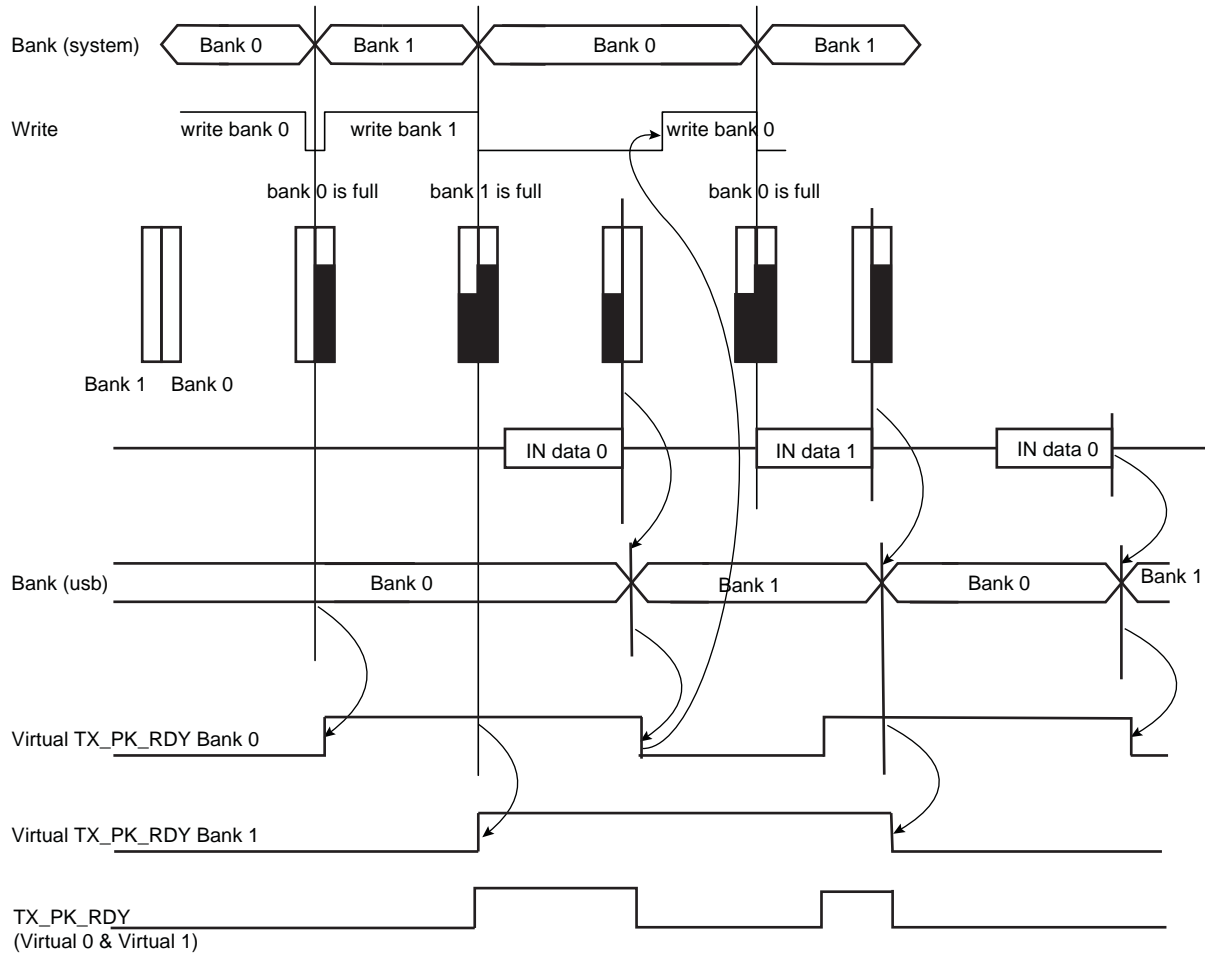 Bank (system)
Bank 0
Bank 1
Bank 0
Bank 1
Write
write bank 0
write bank 1
write bank 0
bank 0 is full
bank 1 is full
bank 0 is full
Bank 1
Bank 0
IN data 0
IN data 1
IN data 0
Bank (usb)
Bank 0
Bank 1
Bank 0
Bank 1
Virtual TX_PK_RDY Bank 0
Virtual TX_PK_RDY Bank 1
TX_PK_RDY
(Virtual 0 & Virtual 1)